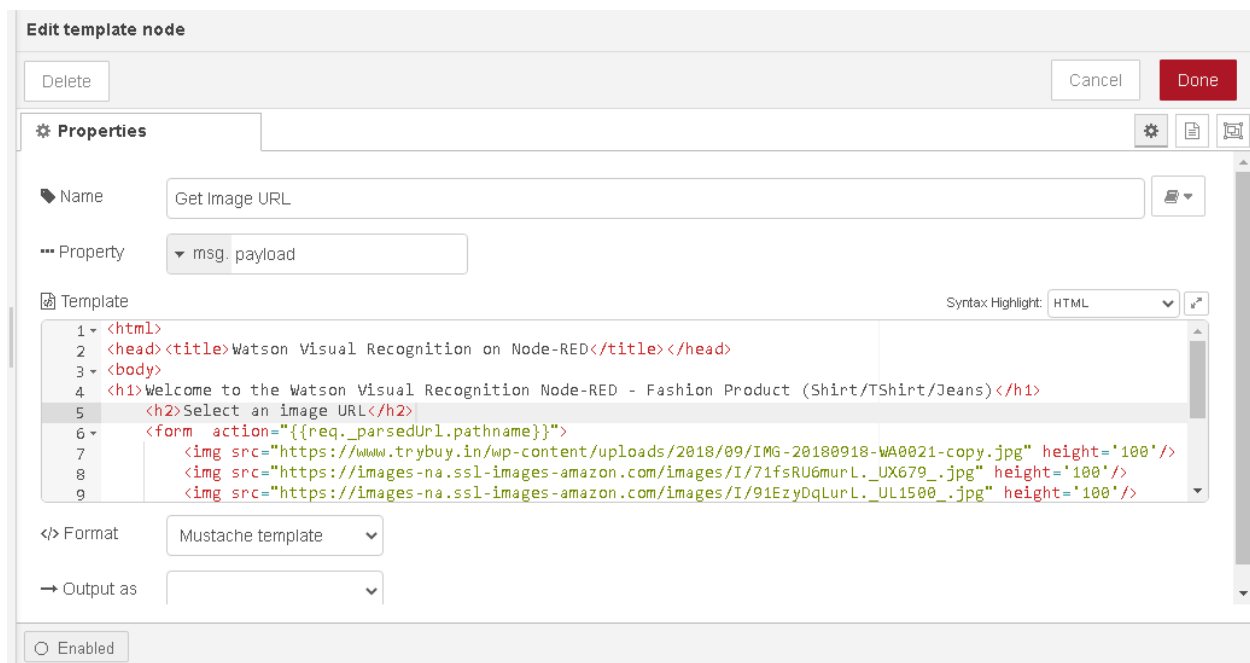 Edit template node
Delete Cancel Done
Properties
Name Get Image URL
Property msg. payload
Template Syntax Highlight: HTML
1 <html>
2 <head><title>Watson Visual Recognition on Node-RED</title></head>
3 <body>
4 <h1>Welcome to the Watson Visual Recognition Node-RED - Fashion Product (Shirt/TShirt/Jeans)</h1>
5 <h2>Select an image URL</h2>
6 <form  action="{{req._parsedUrl.pathname}}">
7 <img src="https://www.trybuy.in/wp-content/uploads/2018/09/IMG-20180918-WA0021-copy.jpg" height='100'/>
8 <img src="https://images-na.ssl-images-amazon.com/images/I/71fsRU6murL._UX679_.jpg" height='100'/>
9 <img src="https://images-na.ssl-images-amazon.com/images/I/91EzyDqLurL._UL1500_.jpg" height='100'/>
</> Format Mustache template
Output as
Enabled